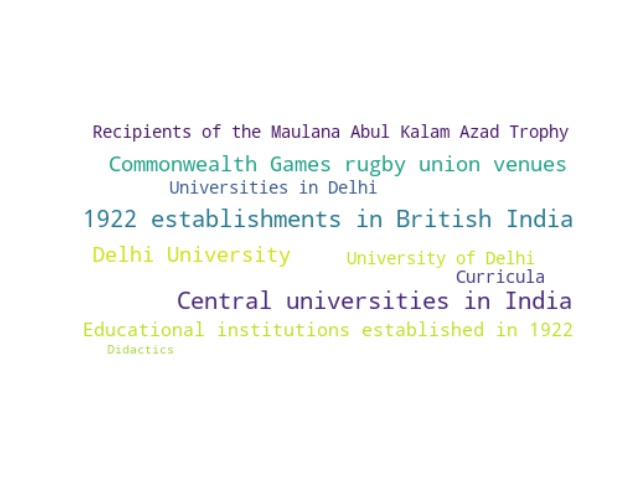 Recipients of the Maulana Abul Kalam Azad Trophy
Commonwealth Games rugby union venues
Universities in Delhi
1922 establishments in British India
Delhi University
University of Delhi
Curricula
Central universities in India
Educational institutions established in 1922
Didactics